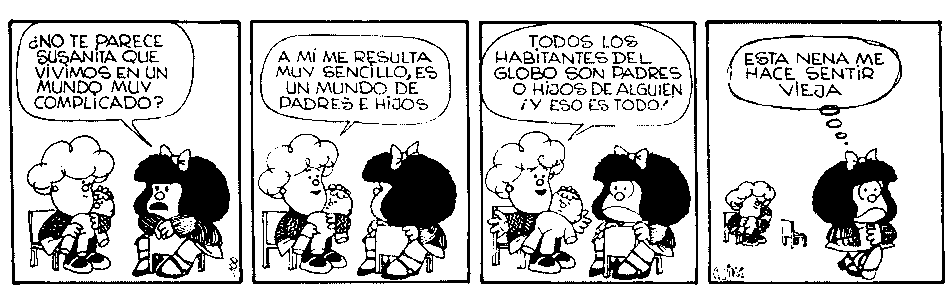 ¿NO TE PARECE
SUSANITA QUE
VIVIMOS EN UN
MUNDO MUY
COMPLICADO?
A MÍ ME RESULTA
MUY SENCILLO, ES
UN MUNDO DE
PADRES E HIJOS
TODOS LOS
HABITANTES DEL
GLOBO SON PADRES
O HIJOS DE ALGUIEN
¡Y ESO ES TODO!
ESTA NENA ME
HACE SENTIR
VIEJA